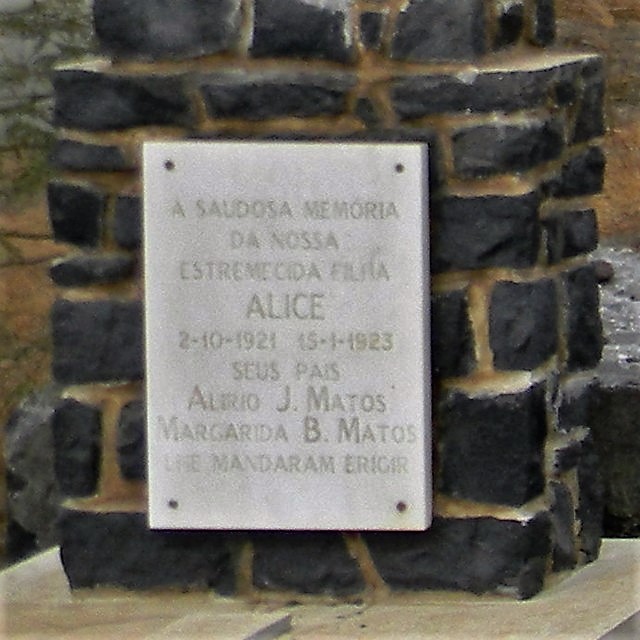 A SAUDOSA MEMORIA
DA NOSSA
ESTREMECIDA FILHA
ALICE
2-10-1921 15-1-1923
SEUS PAIS
ALIRIO J. MATOS
MARGARIDA B. MATOS
LHE MANDARAM ERIGIR